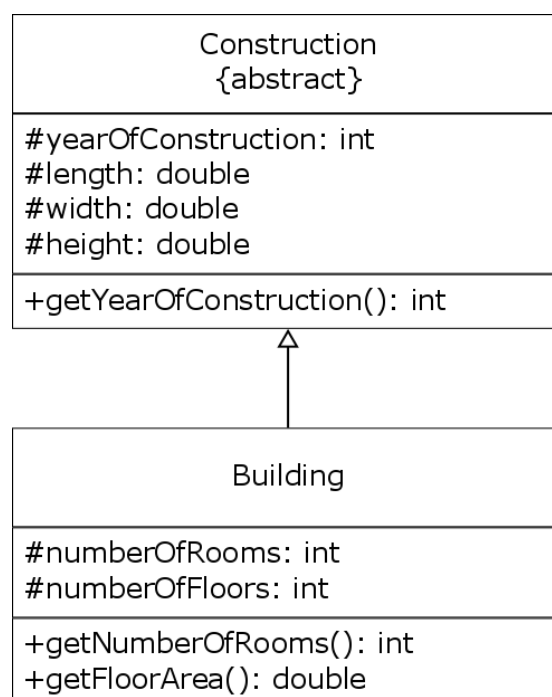 Construction
{abstract}
#yearOfConstruction: int
#length: double
#width: double
#height: double
+getYearOfConstruction(): int
Building
#numberOfRooms: int
#numberOfFloors: int
+getNumberOfRooms(): int
+getFloorArea(): double